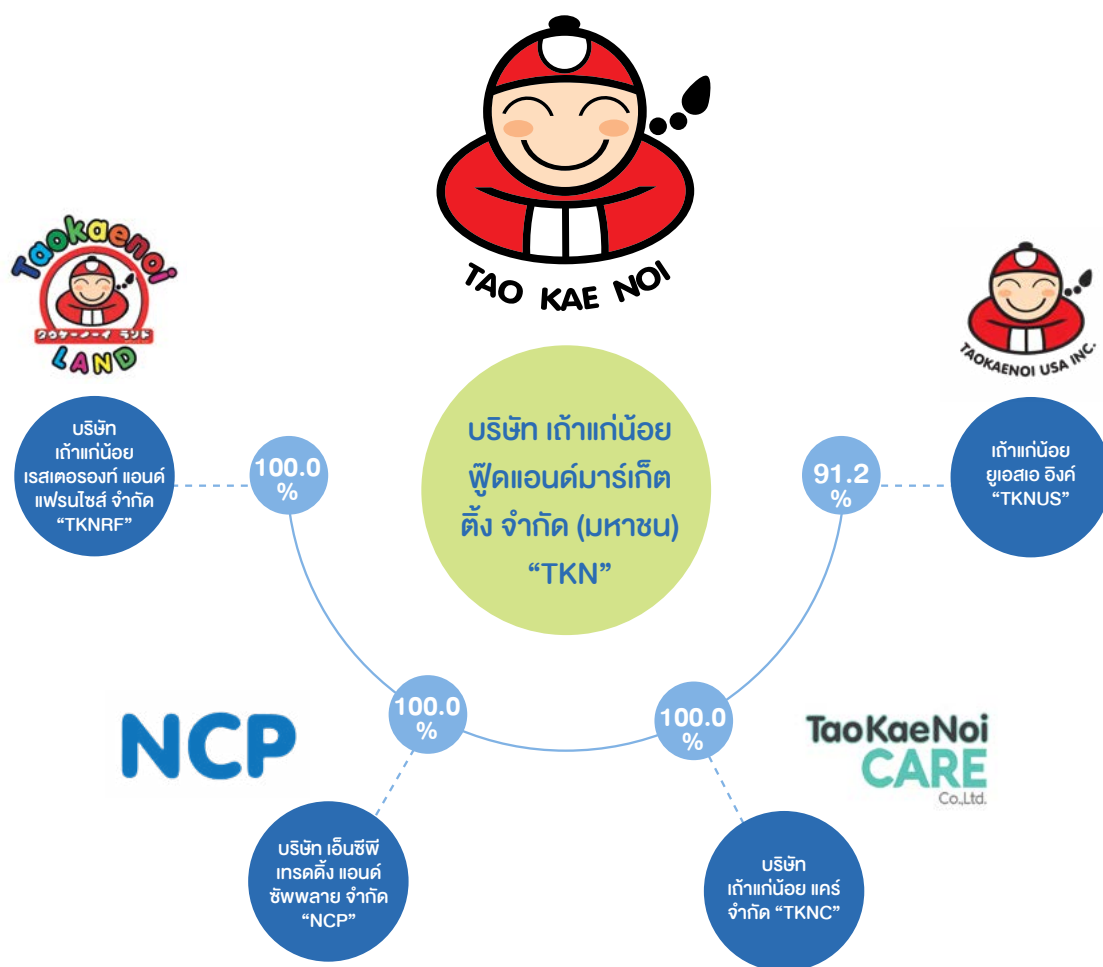 TAO KAE NOI
Taokaenoi
LAND
TAOKAENOI USA INC.
บริษัท
เถ้าแก่น้อย
เรสเตอรองท์ แอนด์
แฟรนไชส์ จำกัด
“TKNRF”
100.0
%
บริษัท เถ้าแก่น้อย
ฟู๊ดแอนด์มาร์เก็ต
ติ้ง จำกัด (มหาชน)
“TKN”
91.2
%
เถ้าแก่น้อย
ยูเอสเอ อิงค์
“TKNUS”
NCP
100.0
%
100.0
%
TaoKaeNoi
CARE
Co.,Ltd.
บริษัท เอ็นซีพี
เทรดดิ้ง แอนด์
ซัพพลาย จำกัด
“NCP”
บริษัท
เถ้าแก่น้อย แคร์
จำกัด “TKNC”